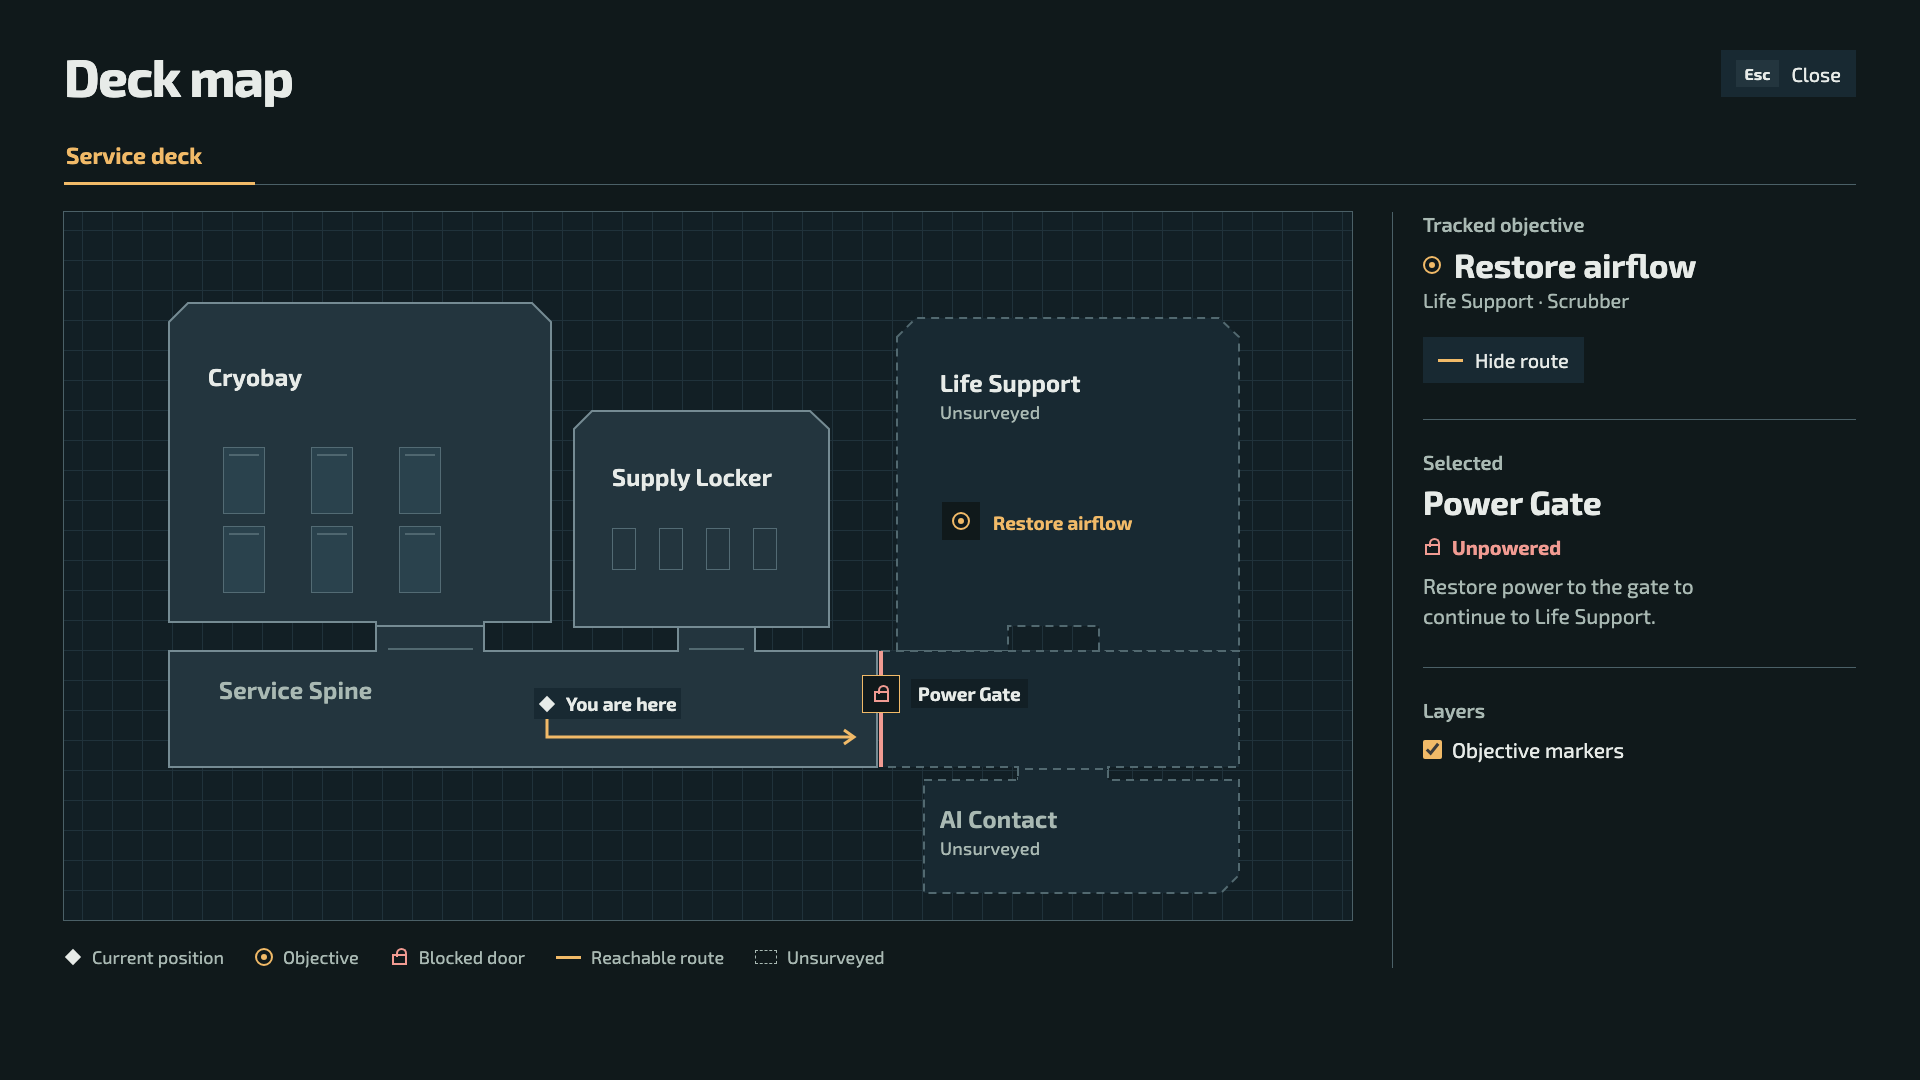 Deck map
Esc Close
Service deck
Cryobay
Supply Locker
Life Support
Unsurveyed
Restore airflow
Service Spine
You are here
Power Gate
AI Contact
Unsurveyed
Current position
Objective
Blocked door
Reachable route
Unsurveyed
Tracked objective
Restore airflow
Life Support · Scrubber
Hide route
Selected
Power Gate
Unpowered
Restore power to the gate to
continue to Life Support.
Layers
Objective markers